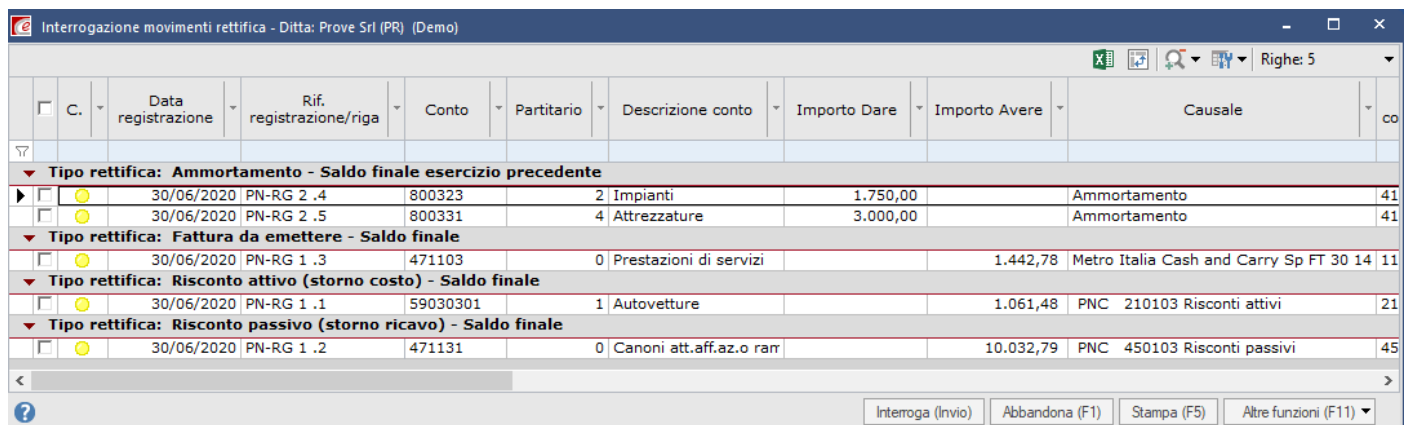 Interrogazione movimenti rettifica - Ditta: Prove Srl (PR) (Demo)
Righe: 5
C. Data registrazione Rif. registrazione/riga Conto Partitario Descrizione conto Importo Dare Importo Avere Causale co
Tipo rettifica: Ammortamento - Saldo finale esercizio precedente
30/06/2020 PN-RG 2 .4 800323 2 Impianti 1.750,00 Ammortamento 41
30/06/2020 PN-RG 2 .5 800331 4 Attrezzature 3.000,00 Ammortamento 41
Tipo rettifica: Fattura da emettere - Saldo finale
30/06/2020 PN-RG 1 .3 471103 0 Prestazioni di servizi 1.442,78 Metro Italia Cash and Carry Sp FT 30 14 11
Tipo rettifica: Risconto attivo (storno costo) - Saldo finale
30/06/2020 PN-RG 1 .1 59030301 1 Autovetture 1.061,48 PNC 210103 Risconti attivi 21
Tipo rettifica: Risconto passivo (storno ricavo) - Saldo finale
30/06/2020 PN-RG 1 .2 471131 0 Canoni att.aff.az.o ram 10.032,79 PNC 450103 Risconti passivi 45
Interroga (Invio) Abbandona (F1) Stampa (F5) Altre funzioni (F11)